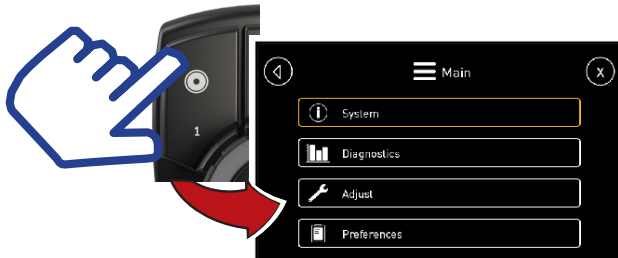 1
Main
X
System
Diagnostics
Adjust
Preferences